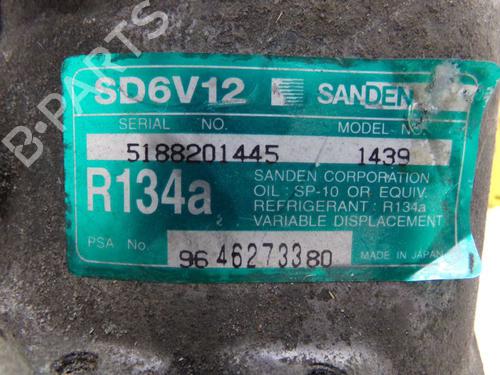 SD6V12 SANDEN
SERIAL NO. MODEL NO.
5188201445 1439
R134a
SANDEN CORPORATION
OIL : SP-10 OR EQUIV.
REFRIGERANT : R134a
VARIABLE DISPLACEMENT
PSA No. 96 46273380 MADE IN JAPAN
B-PARTS